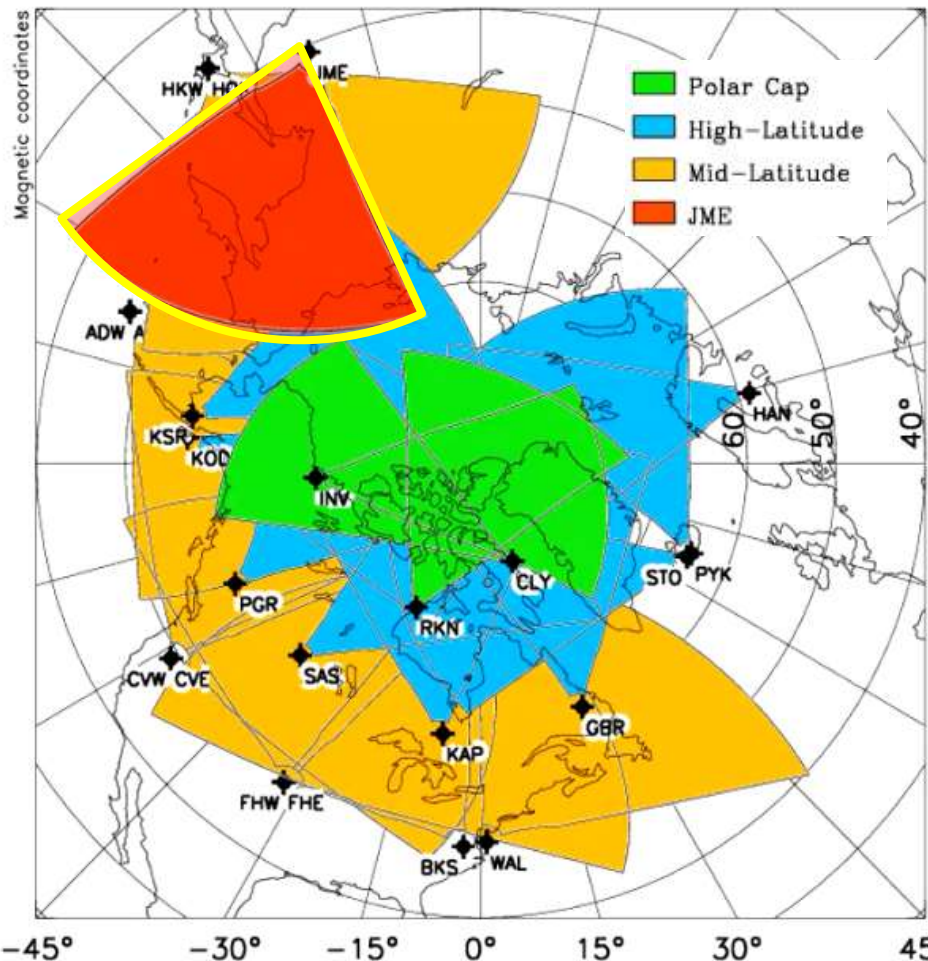 Magnetic coordinates
HKW
JME
Polar Cap
High-Latitude
Mid-Latitude
JME
ADW A
KSR
KOD
HAN
60°
50°
40°
INV
CLY
STO PYK
PGR
RKN
CVW CVE
SAS
GBR
KAP
FHW FHE
BKS WAL
-45° -30° -15° 0° 15° 30° 45